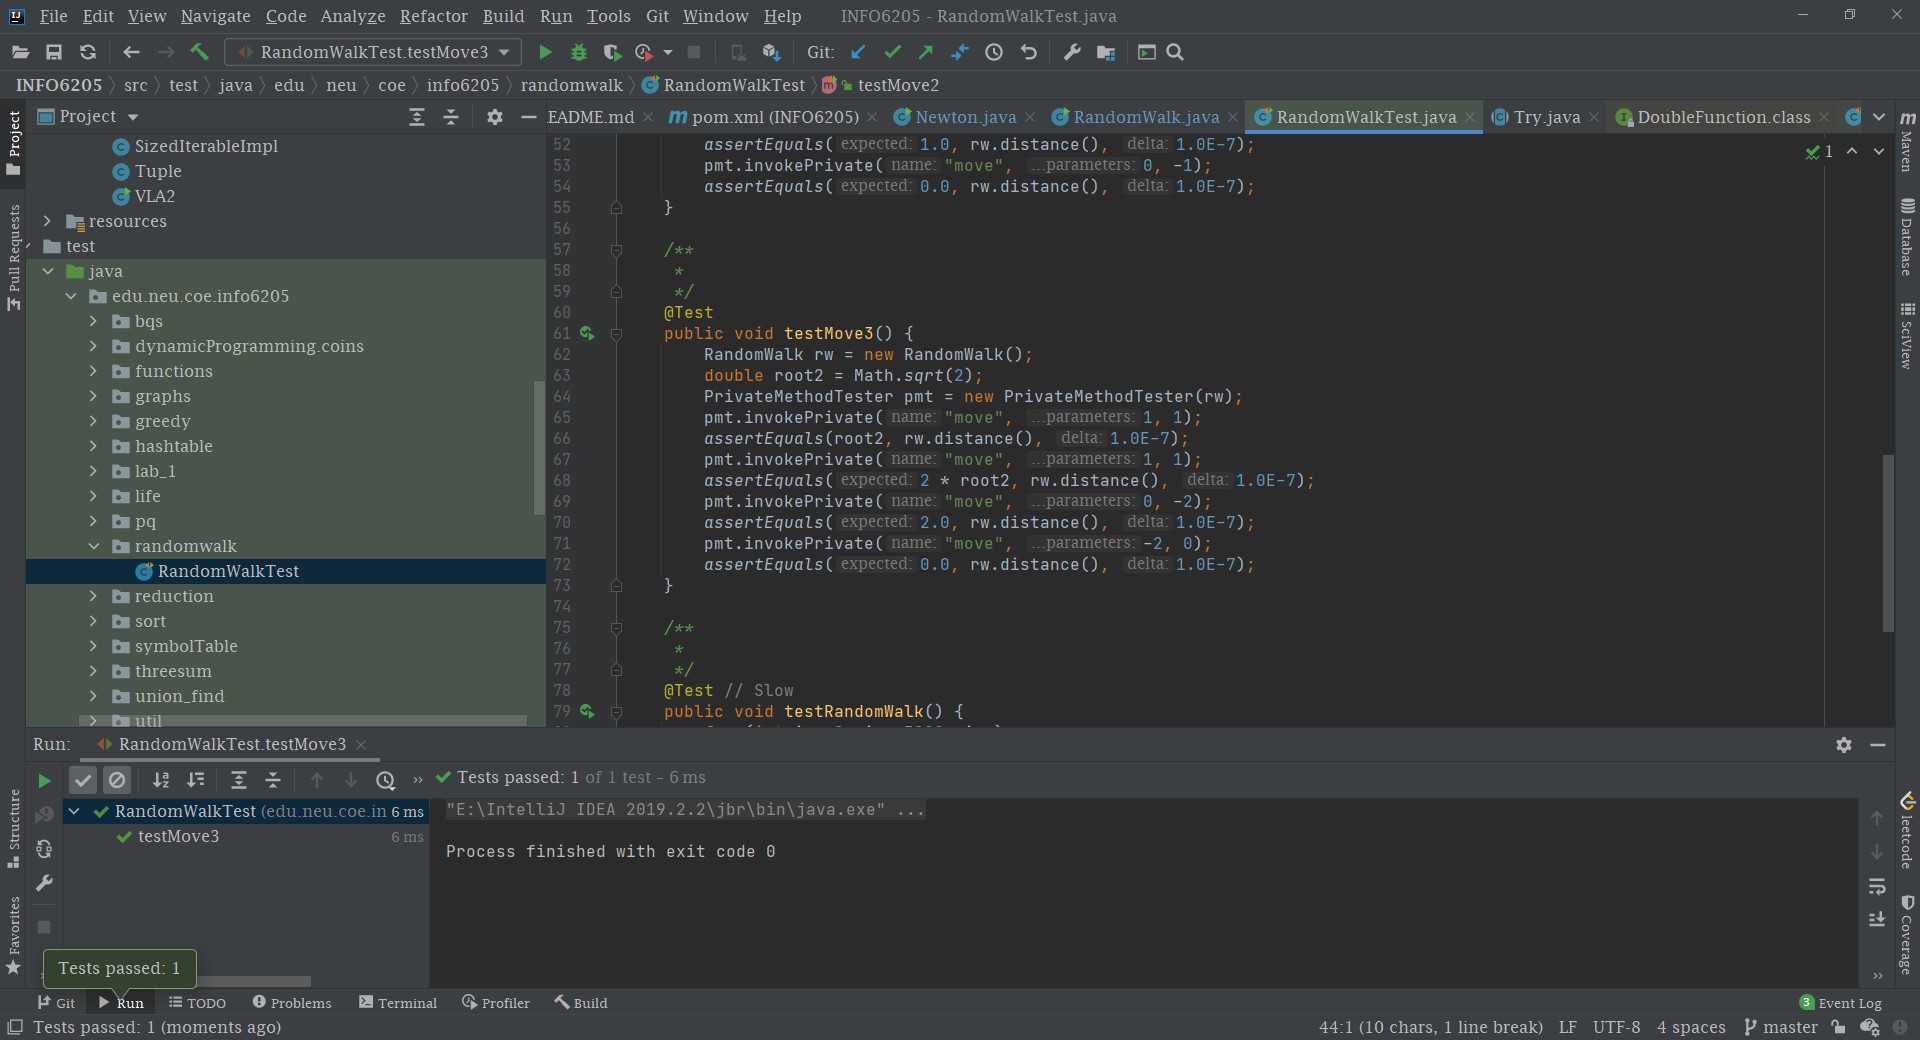 File Edit View Navigate Code Analyze Refactor Build Run Tools Git Window Help INFO6205 - RandomWalkTest.java
RandomWalkTest.testMove3 Git:
INFO6205 src test java edu neu coe info6205 randomwalk RandomWalkTest testMove2
Project
EADME.md pom.xml (INFO6205) Newton.java RandomWalk.java RandomWalkTest.java Try.java DoubleFunction.class
SizedIterableImpl
Tuple
VLA2
resources
test
java
edu.neu.coe.info6205
bqs
dynamicProgramming.coins
functions
graphs
greedy
hashtable
lab_1
life
pq
randomwalk
RandomWalkTest
reduction
sort
symbolTable
threesum
union_find
util
1
52 assertEquals( expected: 1.0, rw.distance(), delta: 1.0E-7);
53 pmt.invokePrivate( name: "move", ...parameters: 0, -1);
54 assertEquals( expected: 0.0, rw.distance(), delta: 1.0E-7);
55 }
56
57 /**
58 *
59 */
60 @Test
61 public void testMove3() {
62 RandomWalk rw = new RandomWalk();
63 double root2 = Math.sqrt(2);
64 PrivateMethodTester pmt = new PrivateMethodTester(rw);
65 pmt.invokePrivate( name: "move", ...parameters: 1, 1);
66 assertEquals(root2, rw.distance(), delta: 1.0E-7);
67 pmt.invokePrivate( name: "move", ...parameters: 1, 1);
68 assertEquals( expected: 2 * root2, rw.distance(), delta: 1.0E-7);
69 pmt.invokePrivate( name: "move", ...parameters: 0, -2);
70 assertEquals( expected: 2.0, rw.distance(), delta: 1.0E-7);
71 pmt.invokePrivate( name: "move", ...parameters: -2, 0);
72 assertEquals( expected: 0.0, rw.distance(), delta: 1.0E-7);
73 }
74
75 /**
76 *
77 */
78 @Test // Slow
79 public void testRandomWalk() {
Project
Pull Requests
Structure
Favorites
Maven
Database
SciView
leetcode
Coverage
Run: RandomWalkTest.testMove3
Tests passed: 1 of 1 test - 6 ms
RandomWalkTest (edu.neu.coe.in 6 ms
testMove3 6 ms
"E:\IntelliJ IDEA 2019.2.2\jbr\bin\java.exe" ...
Process finished with exit code 0
Tests passed: 1
Git Run TODO Problems Terminal Profiler Build 3 Event Log
Tests passed: 1 (moments ago) 44:1 (10 chars, 1 line break) LF UTF-8 4 spaces master